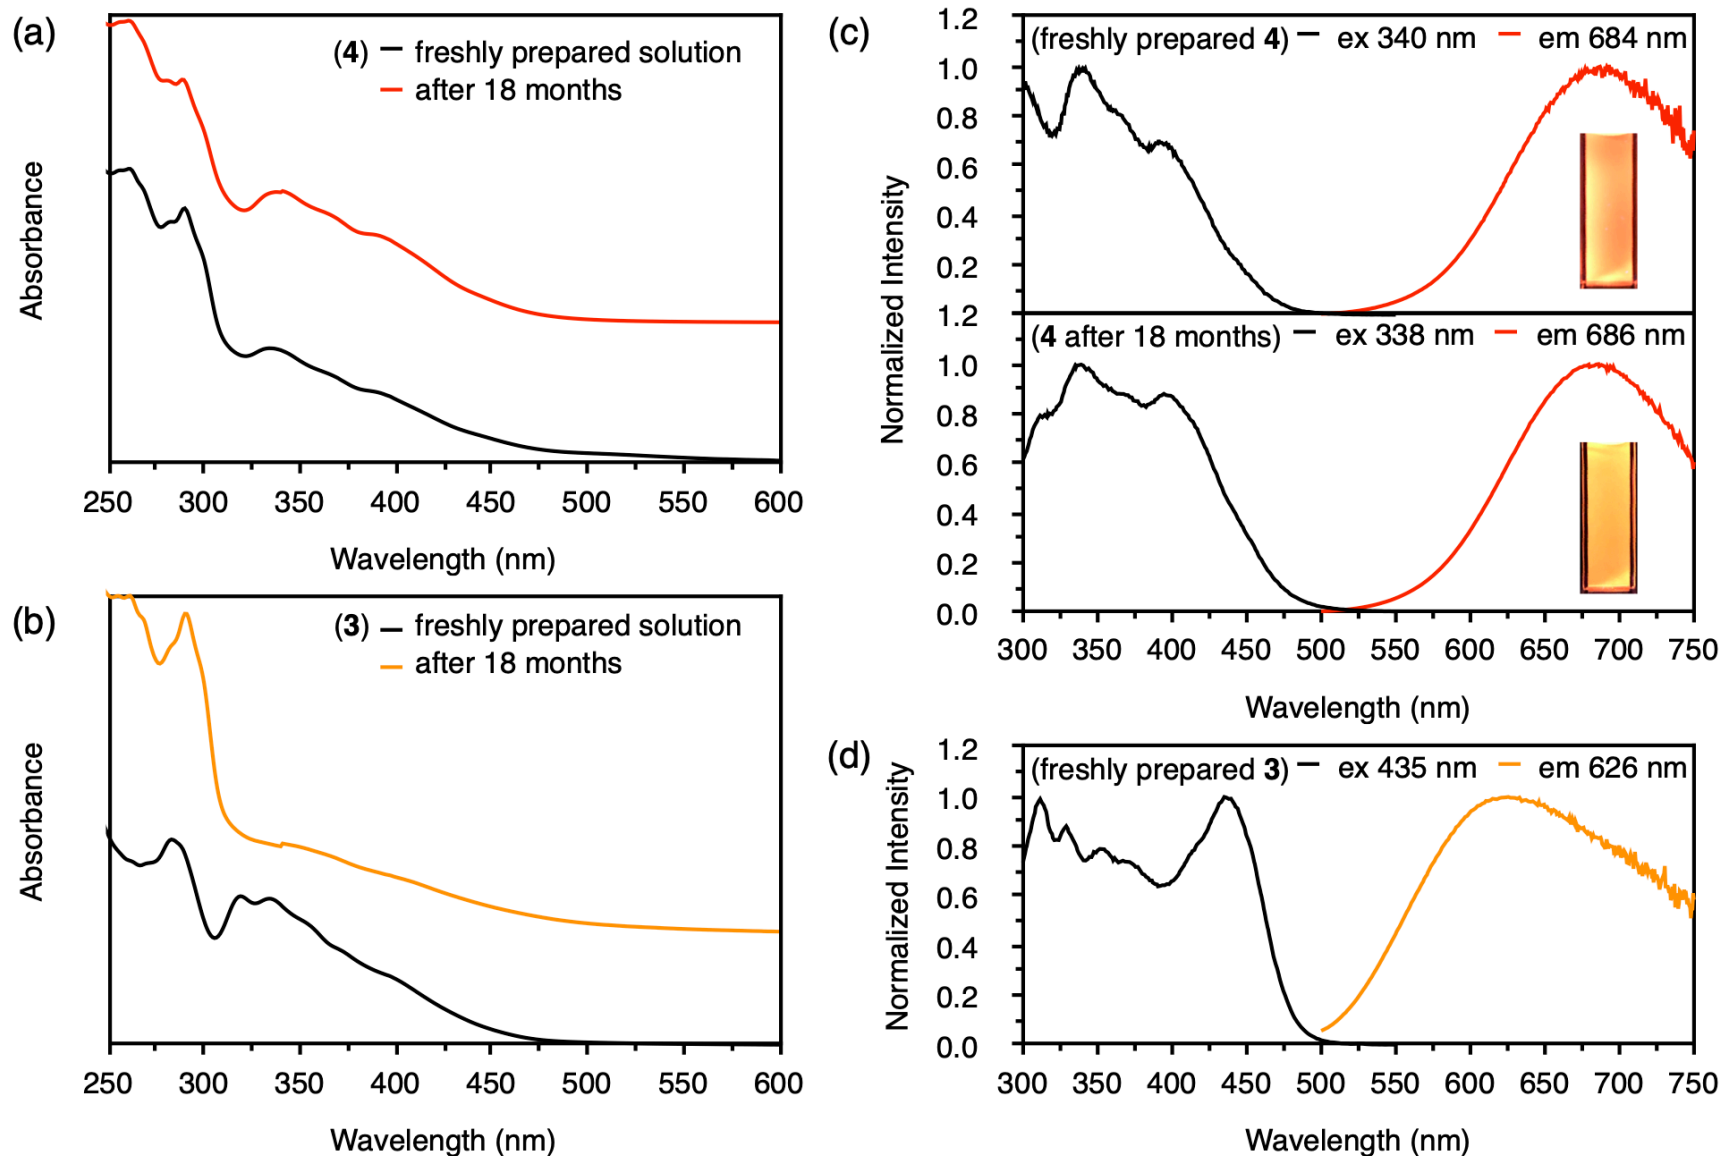 (a)
(4) — freshly prepared solution
— after 18 months
Absorbance
250 300 350 400 450 500 550 600
Wavelength (nm)
(b)
(3) — freshly prepared solution
— after 18 months
Absorbance
250 300 350 400 450 500 550 600
Wavelength (nm)
(c)
(freshly prepared 4) — ex 340 nm — em 684 nm
1.2
1.0
0.8
0.6
0.4
0.2
1.2
(4 after 18 months) — ex 338 nm — em 686 nm
1.0
0.8
0.6
0.4
0.2
0.0
Normalized Intensity
300 350 400 450 500 550 600 650 700 750
Wavelength (nm)
(d)
(freshly prepared 3) — ex 435 nm — em 626 nm
1.2
1.0
0.8
0.6
0.4
0.2
0.0
Normalized Intensity
300 350 400 450 500 550 600 650 700 750
Wavelength (nm)